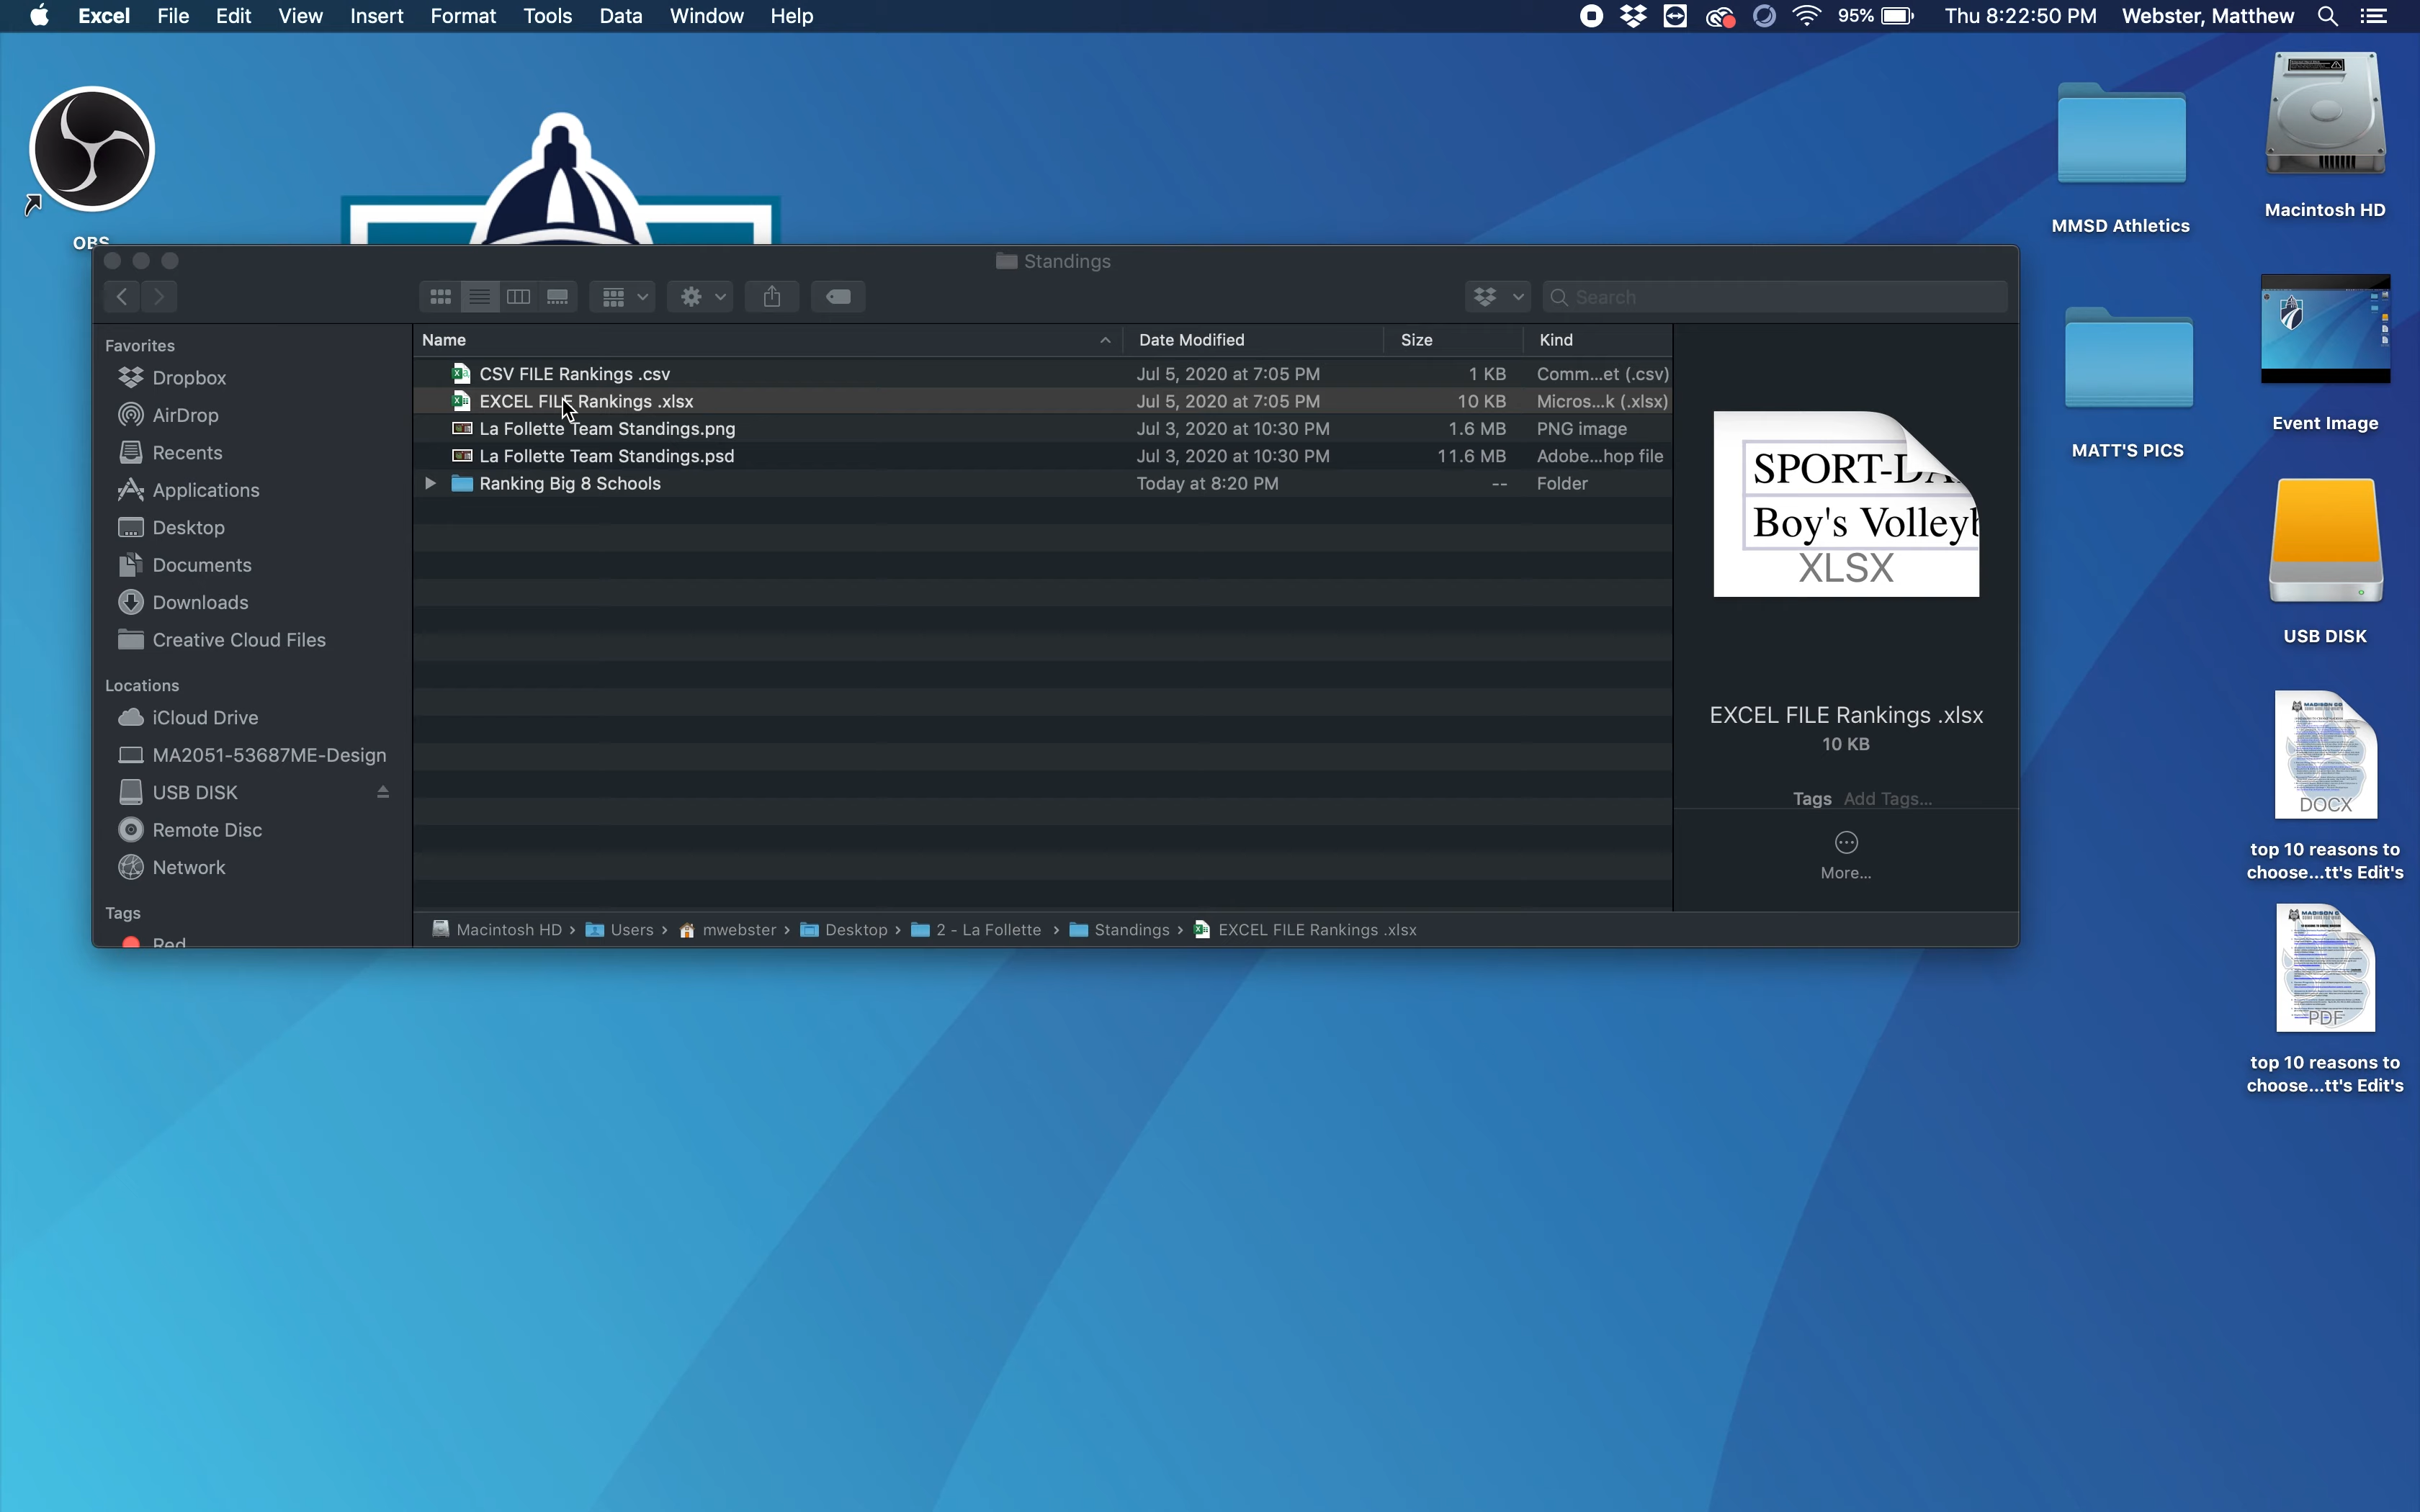 Excel File Edit View Insert Format Tools Data Window Help 95% Thu 8:22:50 PM Webster, Matthew
OBS
Standings
Search
Favorites
Dropbox
AirDrop
Recents
Applications
Desktop
Documents
Downloads
Creative Cloud Files
Locations
iCloud Drive
MA2051-53687ME-Design
USB DISK
Remote Disc
Network
Tags
Red
Name Date Modified Size Kind
CSV FILE Rankings .csv Jul 5, 2020 at 7:05 PM 1 KB Comm...et (.csv)
EXCEL FILE Rankings .xlsx Jul 5, 2020 at 7:05 PM 10 KB Micros...k (.xlsx)
La Follette Team Standings.png Jul 3, 2020 at 10:30 PM 1.6 MB PNG image
La Follette Team Standings.psd Jul 3, 2020 at 10:30 PM 11.6 MB Adobe...hop file
Ranking Big 8 Schools Today at 8:20 PM -- Folder
SPORT-DA
Boy's Volleyb
XLSX
EXCEL FILE Rankings .xlsx
10 KB
Tags Add Tags...
More...
Macintosh HD › Users › mwebster › Desktop › 2 - La Follette › Standings › EXCEL FILE Rankings .xlsx
MMSD Athletics
Macintosh HD
MATT'S PICS
Event Image
USB DISK
DOCX
top 10 reasons to
choose...tt's Edit's
PDF
top 10 reasons to
choose...tt's Edit's